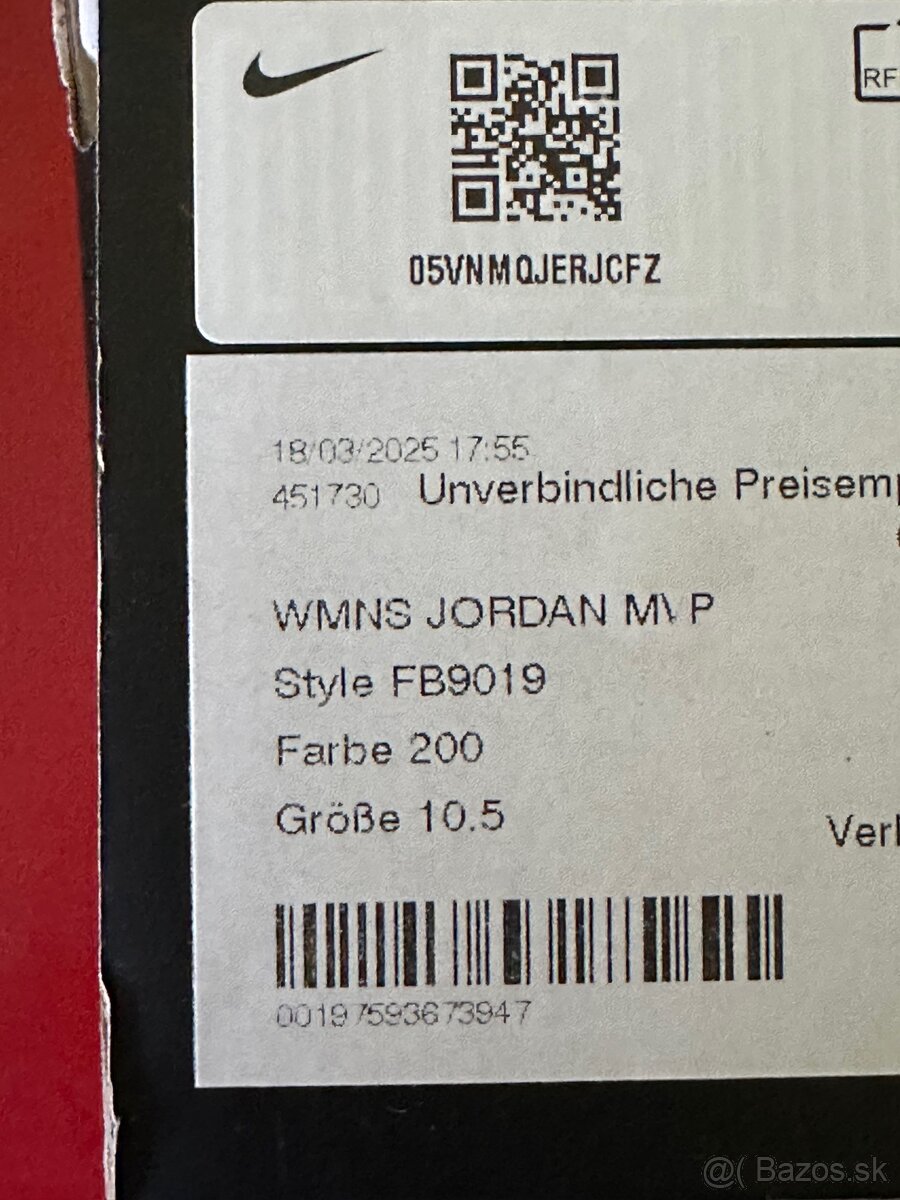 RF
05VNMQJERJCFZ
18/03/2025 17:55
451730 Unverbindliche Preisemp
WMNS JORDAN MVP
Style FB9019
Farbe 200
Größe 10.5
Verk
00197593673947
@( Bazos.sk